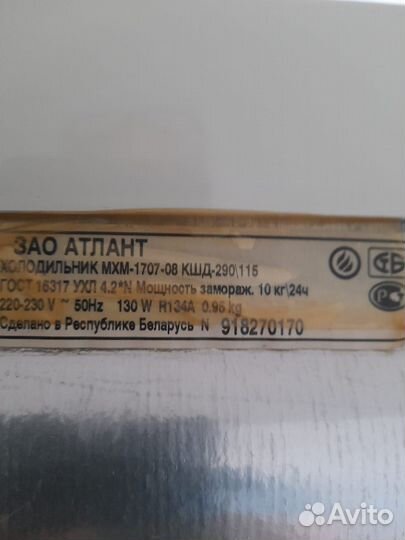 ЗАО АТЛАНТ
ХОЛОДИЛЬНИК МХМ-1707-08 КШД-290\115
ГОСТ 16317 УХЛ 4.2*N Мощность замораж. 10 кг\24ч
220-230 V ~ 50Hz 130 W R134A 0.95 kg
Сделано в Республике Беларусь N 918270170
Avito